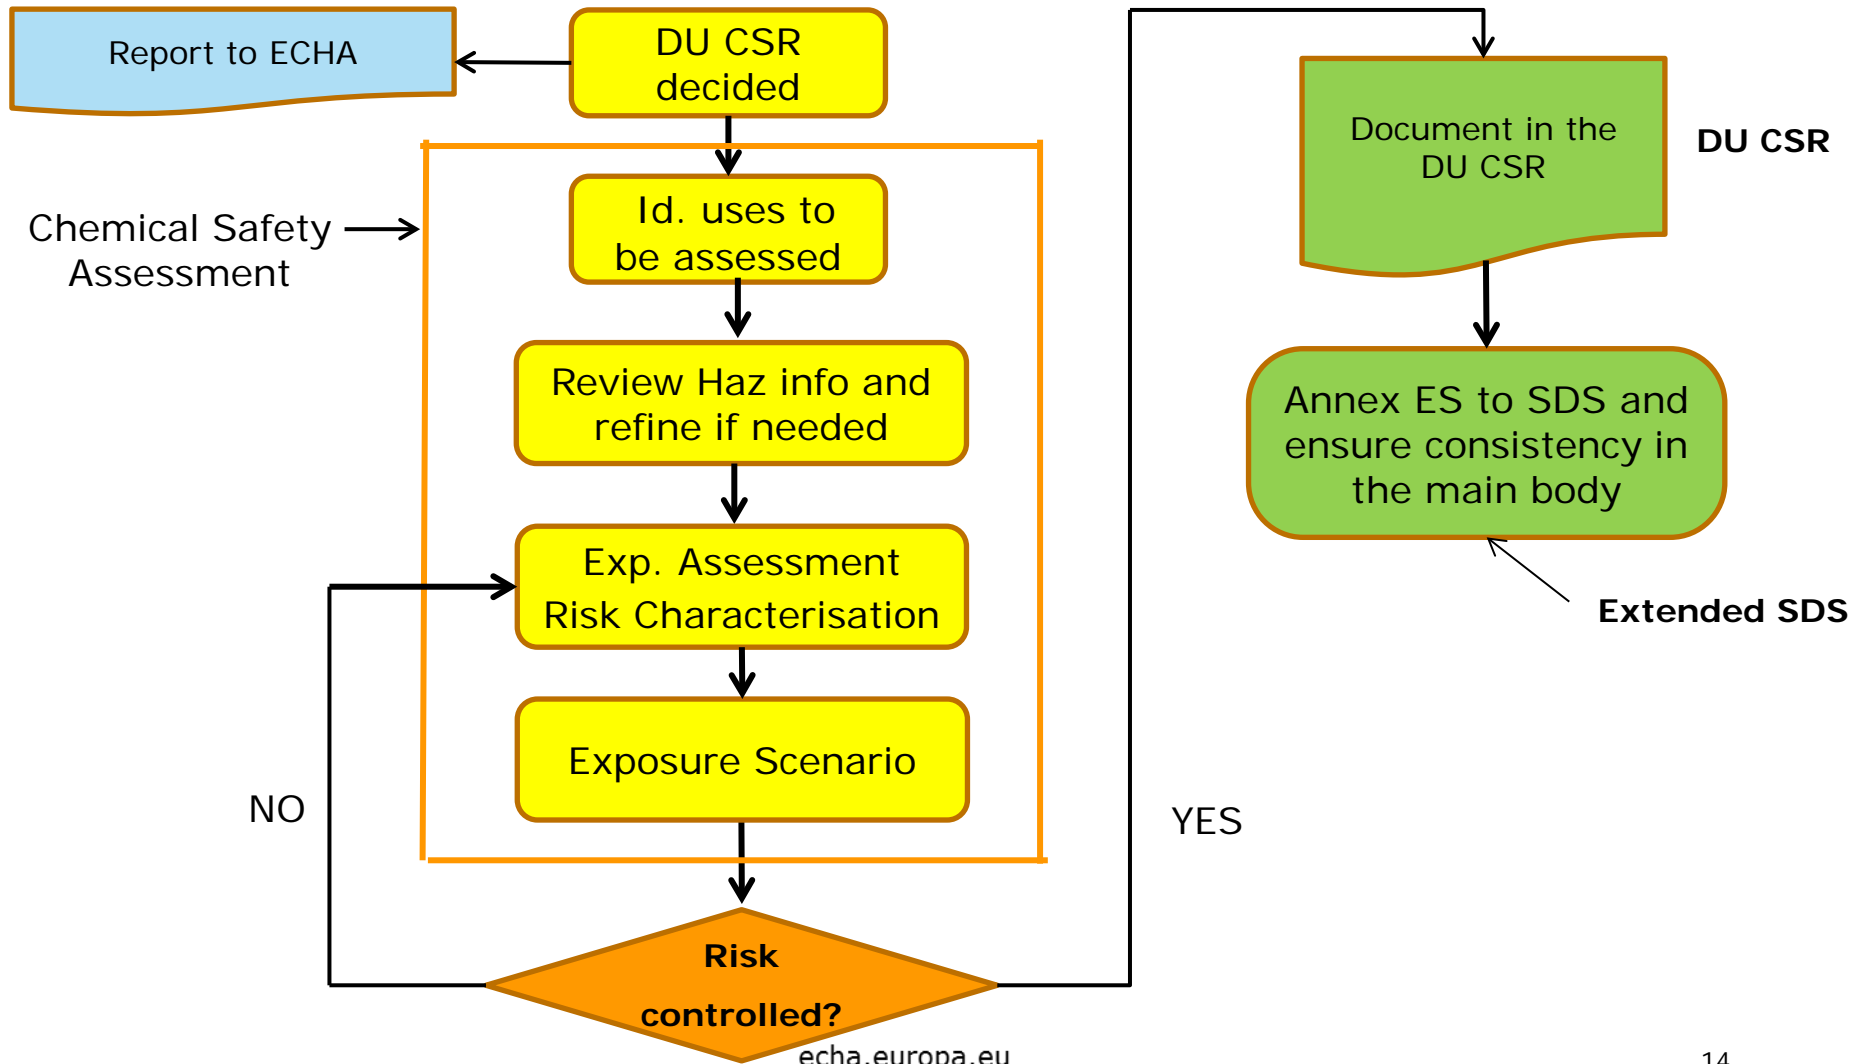 Report to ECHA
DU CSR
decided
Chemical Safety
Assessment
Id. uses to
be assessed
Review Haz info and
refine if needed
Exp. Assessment
Risk Characterisation
Exposure Scenario
NO
Risk
controlled?
YES
Document in the
DU CSR
DU CSR
Annex ES to SDS and
ensure consistency in
the main body
Extended SDS
echa.europa.eu
14